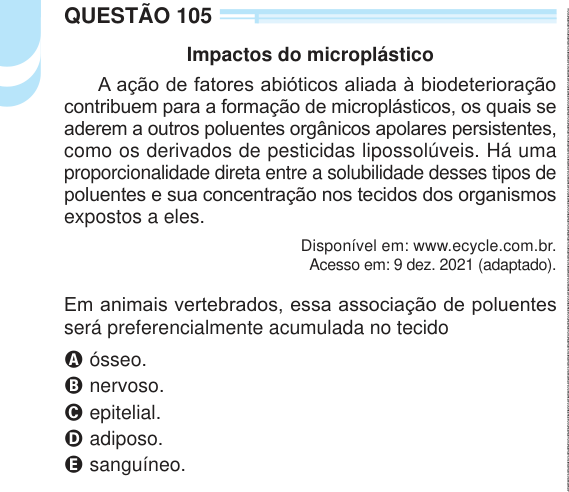 QUESTÃO 105
Impactos do microplástico
A ação de fatores abióticos aliada à biodeterioração
contribuem para a formação de microplásticos, os quais se
aderem a outros poluentes orgânicos apolares persistentes,
como os derivados de pesticidas lipossolúveis. Há uma
proporcionalidade direta entre a solubilidade desses tipos de
poluentes e sua concentração nos tecidos dos organismos
expostos a eles.
Disponível em: www.ecycle.com.br.
Acesso em: 9 dez. 2021 (adaptado).
Em animais vertebrados, essa associação de poluentes
será preferencialmente acumulada no tecido
A ósseo.
B nervoso.
C epitelial.
D adiposo.
E sanguíneo.